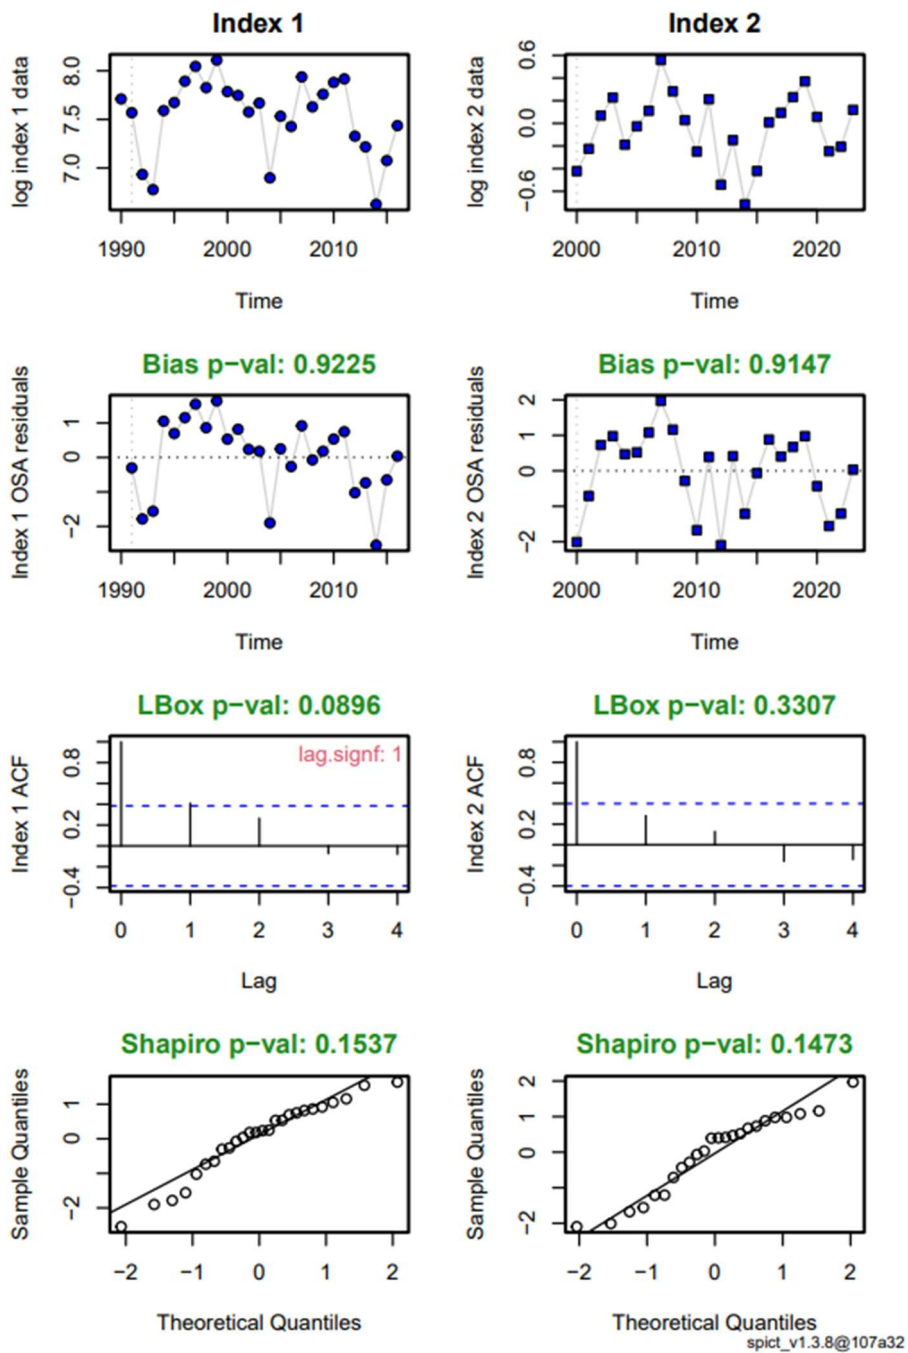 Index 1
log index 1 data
8.0
7.5
7.0
1990 2000 2010
Time
Index 2
log index 2 data
0.6
0.0
−0.6
2000 2010 2020
Time
Bias p−val: 0.9225
Index 1 OSA residuals
1
0
−2
1990 2000 2010
Time
Bias p−val: 0.9147
Index 2 OSA residuals
2
1
0
−2
2000 2010 2020
Time
LBox p−val: 0.0896
lag.signf: 1
Index 1 ACF
0.8
0.2
−0.4
0 1 2 3 4
Lag
LBox p−val: 0.3307
Index 2 ACF
0.8
0.2
−0.4
0 1 2 3 4
Lag
Shapiro p−val: 0.1537
Sample Quantiles
1
0
−2
−2 −1 0 1 2
Theoretical Quantiles
Shapiro p−val: 0.1473
Sample Quantiles
2
1
0
−2
−2 −1 0 1 2
Theoretical Quantiles
spict_v1.3.8@107a32